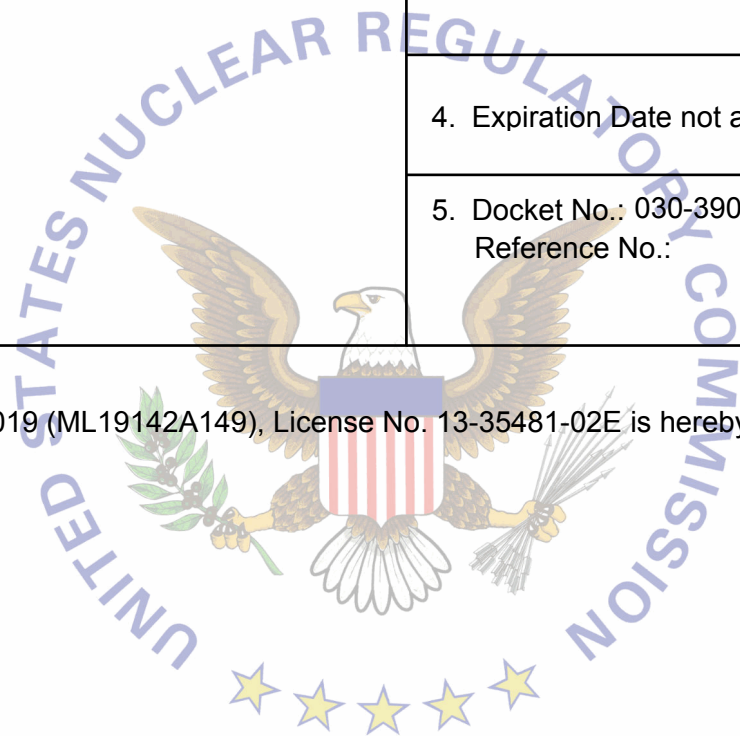 UNITED STATES NUCLEAR REGULATORY COMMISSION
4. Expiration Date not
5. Docket No.: 030-390
Reference No.:
019 (ML19142A149), License No. 13-35481-02E is hereby